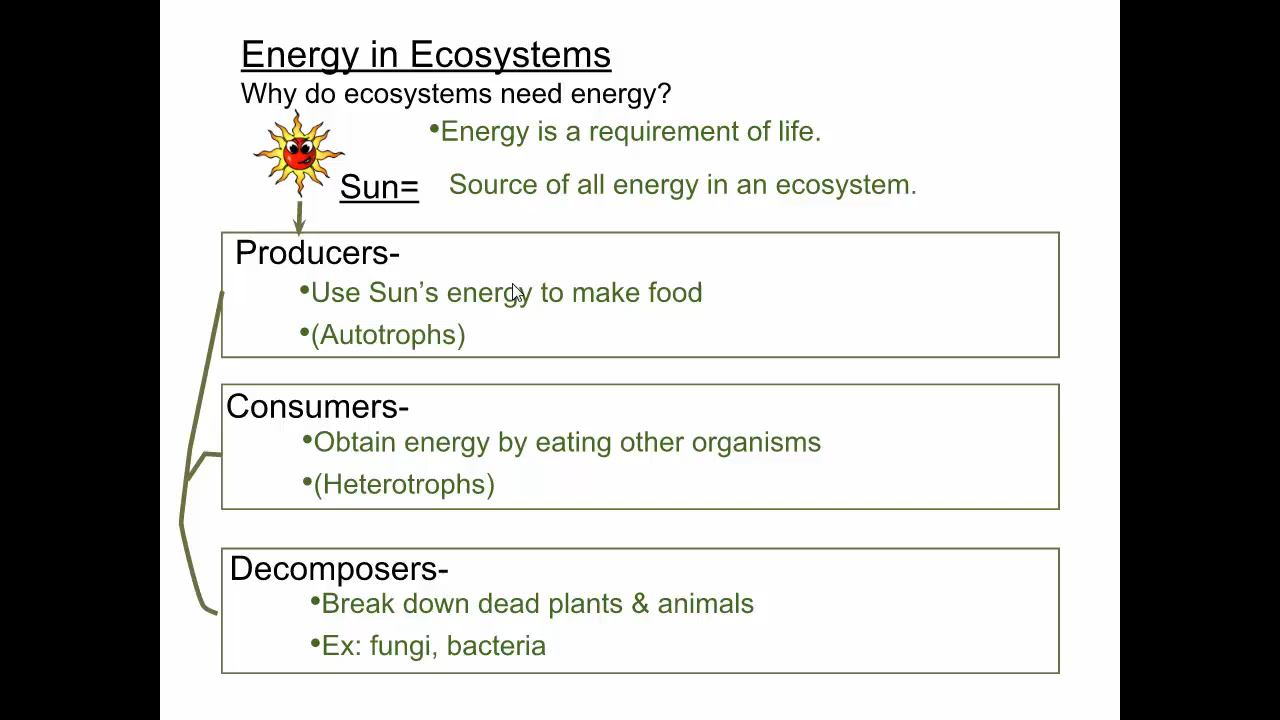 Energy in Ecosystems
Why do ecosystems need energy?
•Energy is a requirement of life.
Sun= Source of all energy in an ecosystem.
Producers-
•Use Sun’s energy to make food
•(Autotrophs)
Consumers-
•Obtain energy by eating other organisms
•(Heterotrophs)
Decomposers-
•Break down dead plants & animals
•Ex: fungi, bacteria